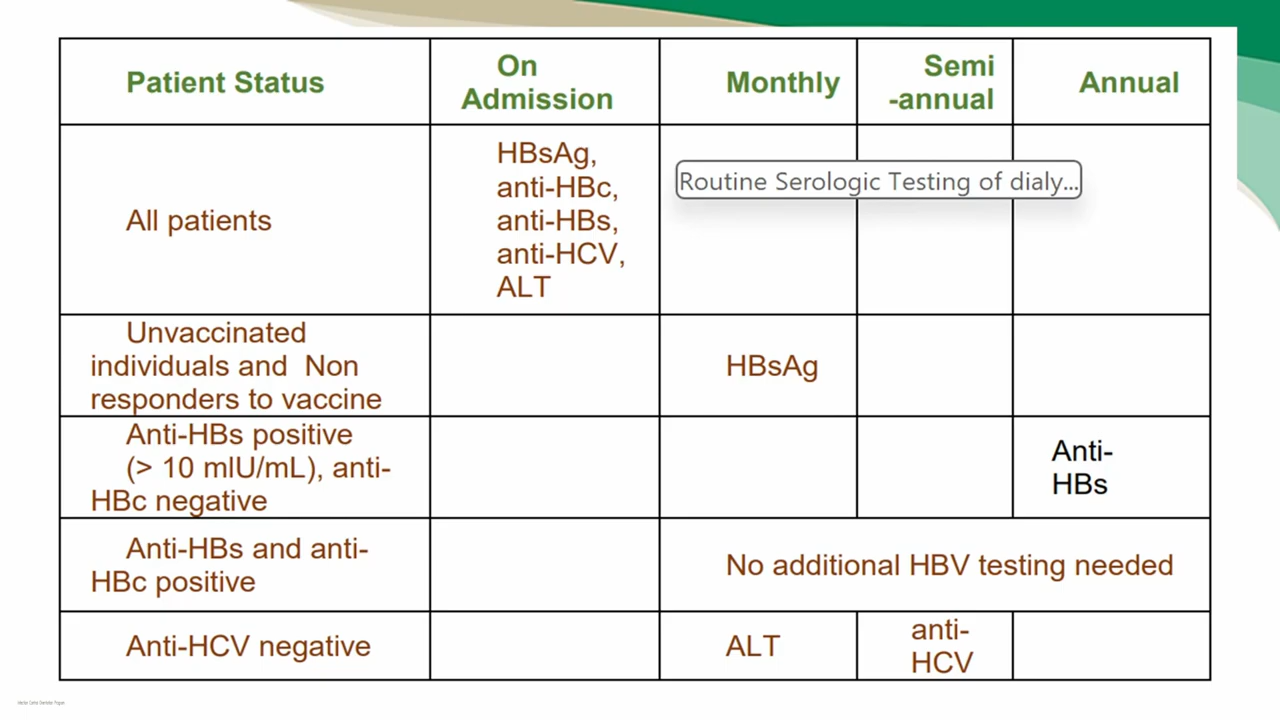 Patient Status
On
Admission
Monthly
Semi
-annual
Annual
All patients
HBsAg,
anti-HBc,
anti-HBs,
anti-HCV,
ALT
Routine Serologic Testing of dialy...
Unvaccinated
individuals and Non
responders to vaccine
HBsAg
Anti-HBs positive
(> 10 mlU/mL), anti-
HBc negative
Anti-
HBs
Anti-HBs and anti-
HBc positive
No additional HBV testing needed
Anti-HCV negative
ALT
anti-
HCV